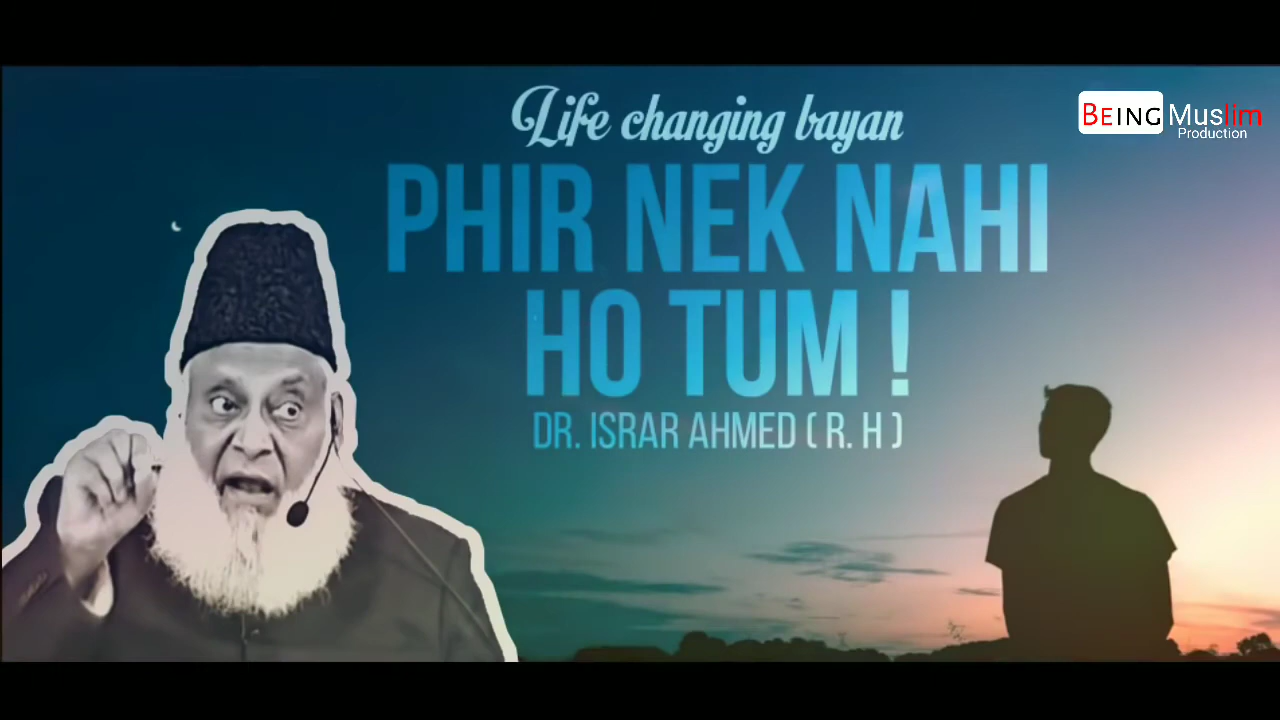 Life changing bayan
BEING Muslim
Production
PHIR NEK NAHI
HO TUM !
DR. ISRAR AHMED ( R. H )